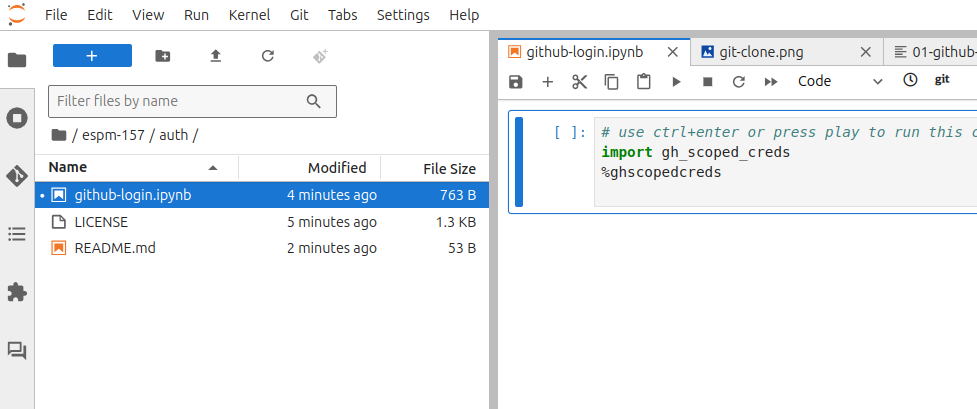 File Edit View Run Kernel Git Tabs Settings Help
+
Filter files by name
/ espm-157 / auth /
Name Modified File Size
github-login.ipynb 4 minutes ago 763 B
LICENSE 5 minutes ago 1.3 KB
README.md 2 minutes ago 53 B
github-login.ipynb git-clone.png 01-github-
Code git
[ ]: # use ctrl+enter or press play to run this c
import gh_scoped_creds
%ghscopedcreds